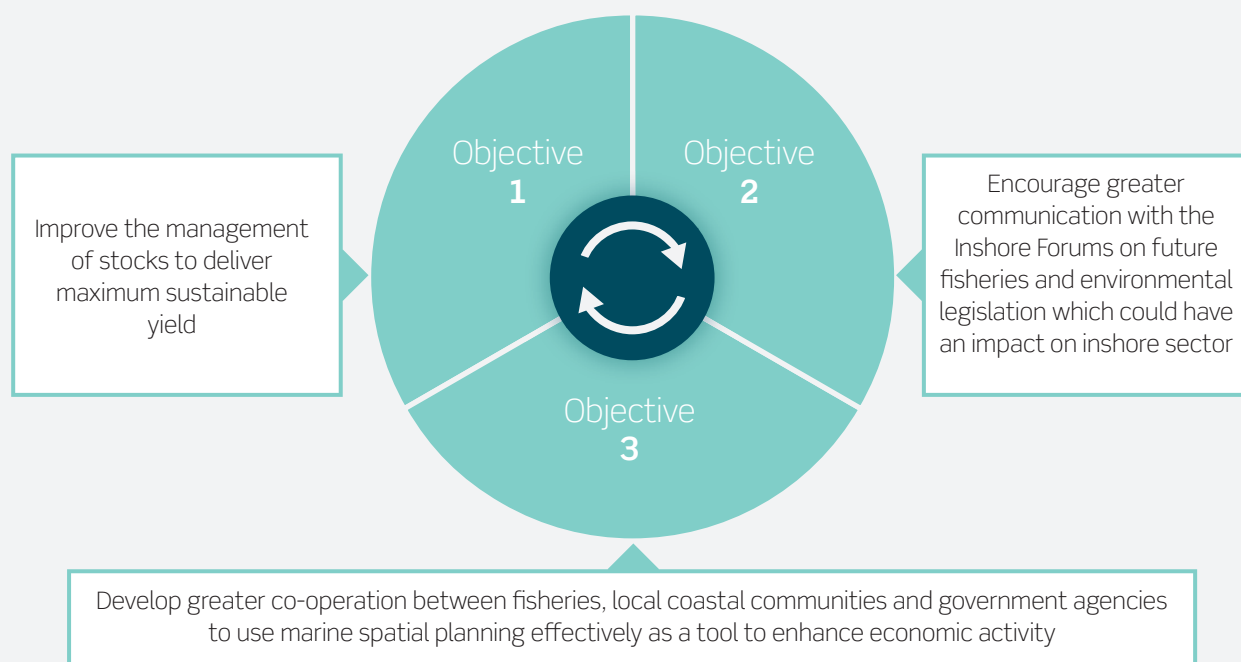 Objective
1
Objective
2
Improve the management
of stocks to deliver
maximum sustainable
yield
Encourage greater
communication with the
Inshore Forums on future
fisheries and environmental
legislation which could have
an impact on inshore sector
Objective
3
Develop greater co-operation between fisheries, local coastal communities and government agencies
to use marine spatial planning effectively as a tool to enhance economic activity